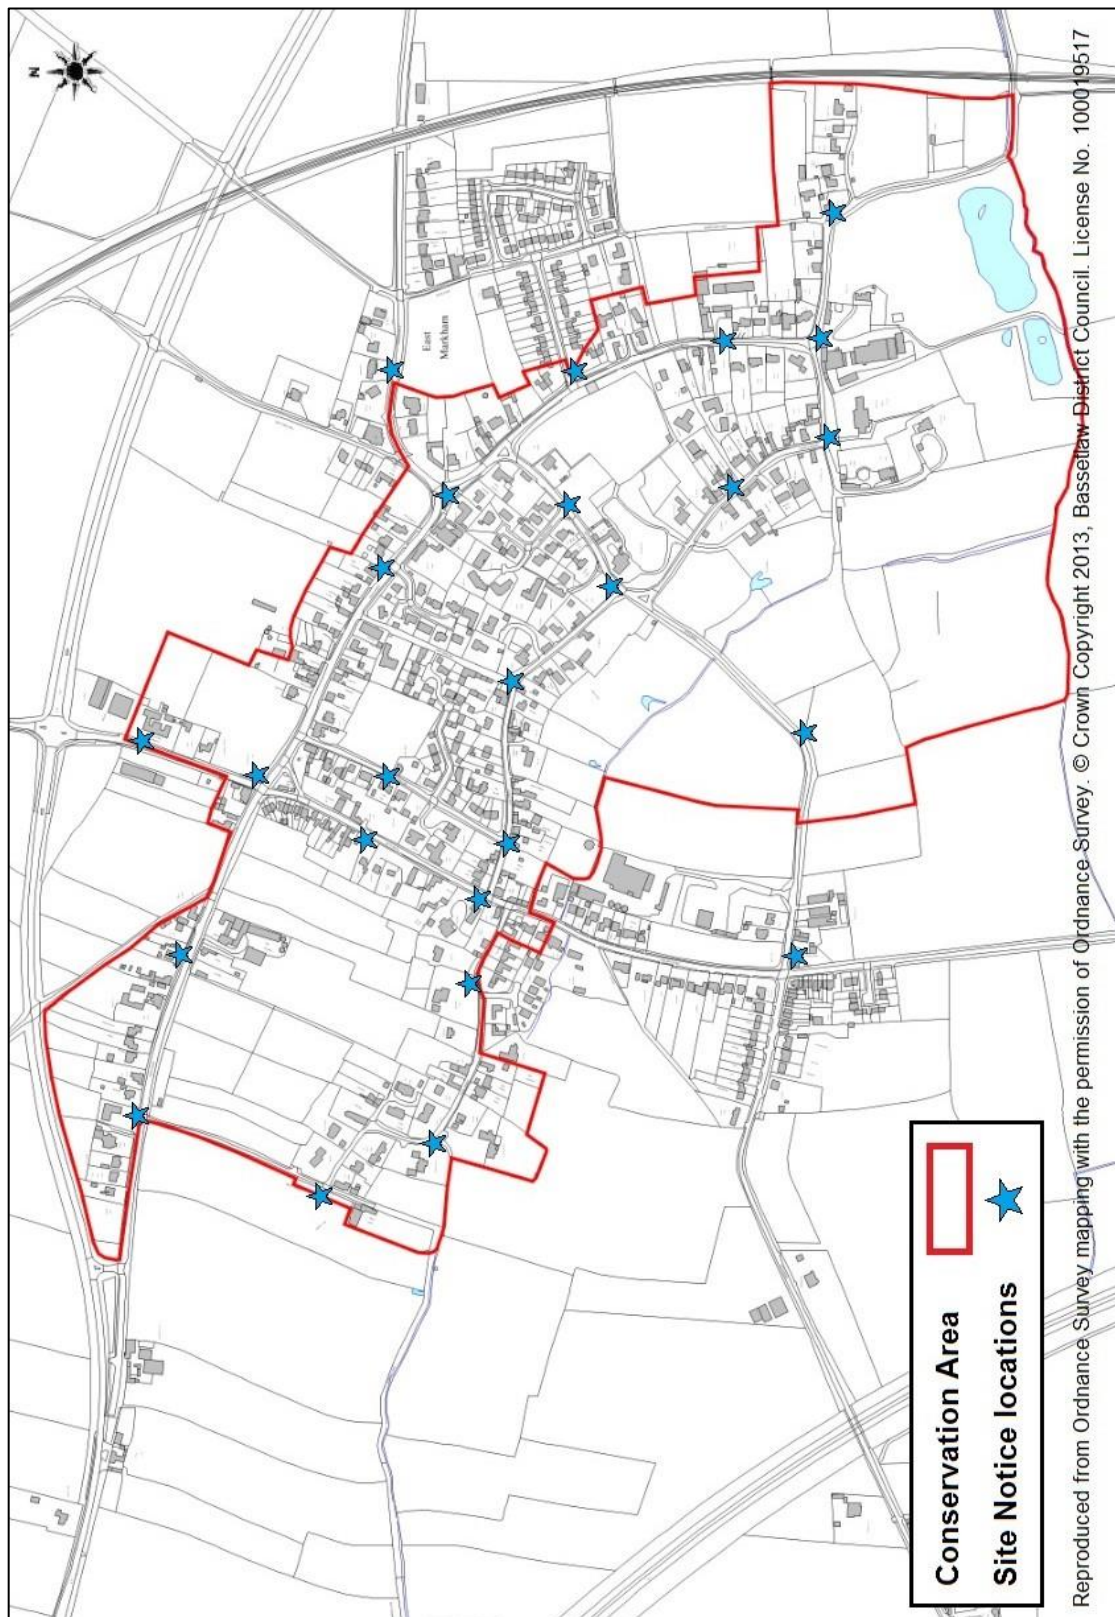 N
East
Markham
Conservation Area
Site Notice locations
Reproduced from Ordnance Survey mapping with the permission of Ordnance Survey. © Crown Copyright 2013, Bassetlaw District Council. License No. 100019517